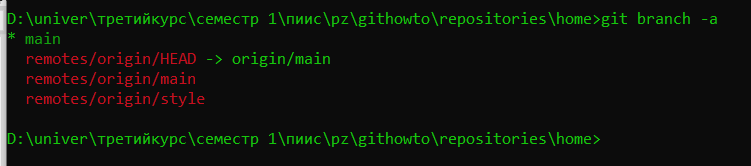 D:\univer\третийкурс\семестр 1\пиис\pz\githowto\repositories\home>git branch -a
* main
  remotes/origin/HEAD -> origin/main
  remotes/origin/main
  remotes/origin/style
D:\univer\третийкурс\семестр 1\пиис\pz\githowto\repositories\home>